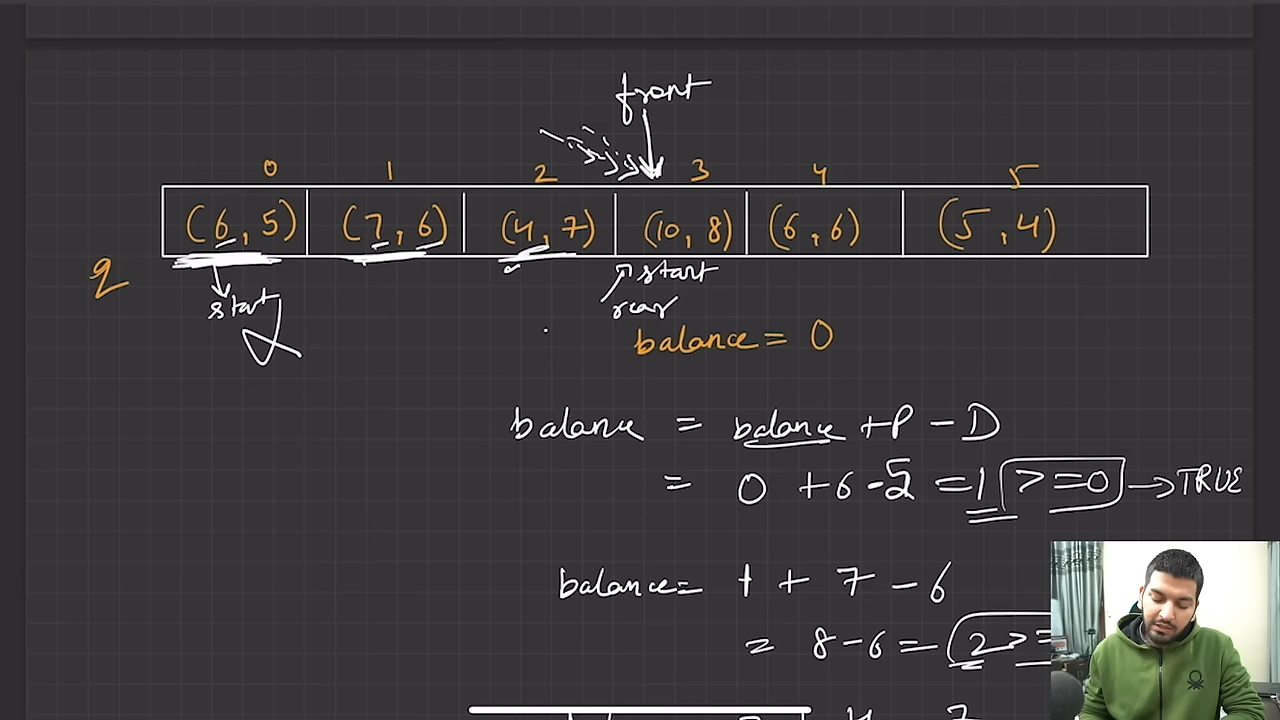 front
0 1 2 3 4 5
(6, 5) (7, 6) (4, 7) (10, 8) (6, 6) (5, 4)
q
start
start
rear
balance = 0
balance = balance + P - D
= 0 + 6 - 5 = 1 >= 0 → TRUE
balance = 1 + 7 - 6
= 8 - 6 = 2 >=